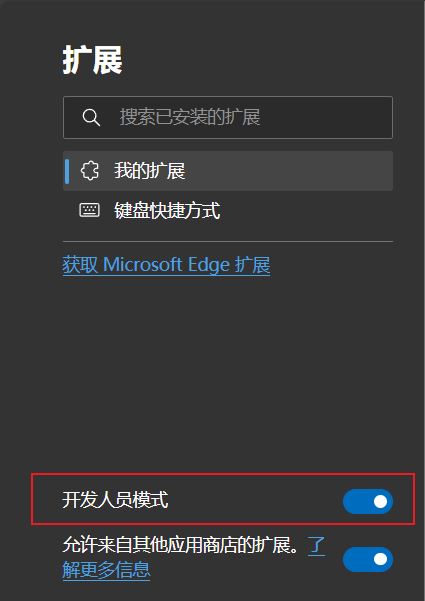 扩展
搜索已安装的扩展
我的扩展
键盘快捷方式
获取 Microsoft Edge 扩展
开发人员模式
允许来自其他应用商店的扩展。了
解更多信息